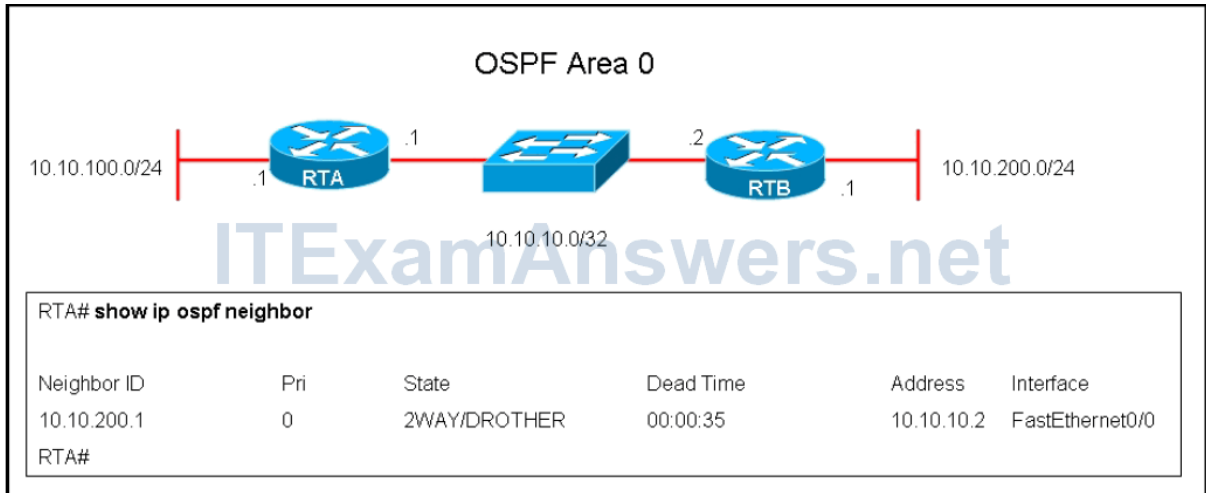 OSPF Area 0
10.10.100.0/24
.1
RTA
.1
.2
RTB
.1
10.10.200.0/24
10.10.10.0/32
ITExamAnswers.net
RTA# show ip ospf neighbor
Neighbor ID Pri State Dead Time Address Interface
10.10.200.1 0 2WAY/DROTHER 00:00:35 10.10.10.2 FastEthernet0/0
RTA#